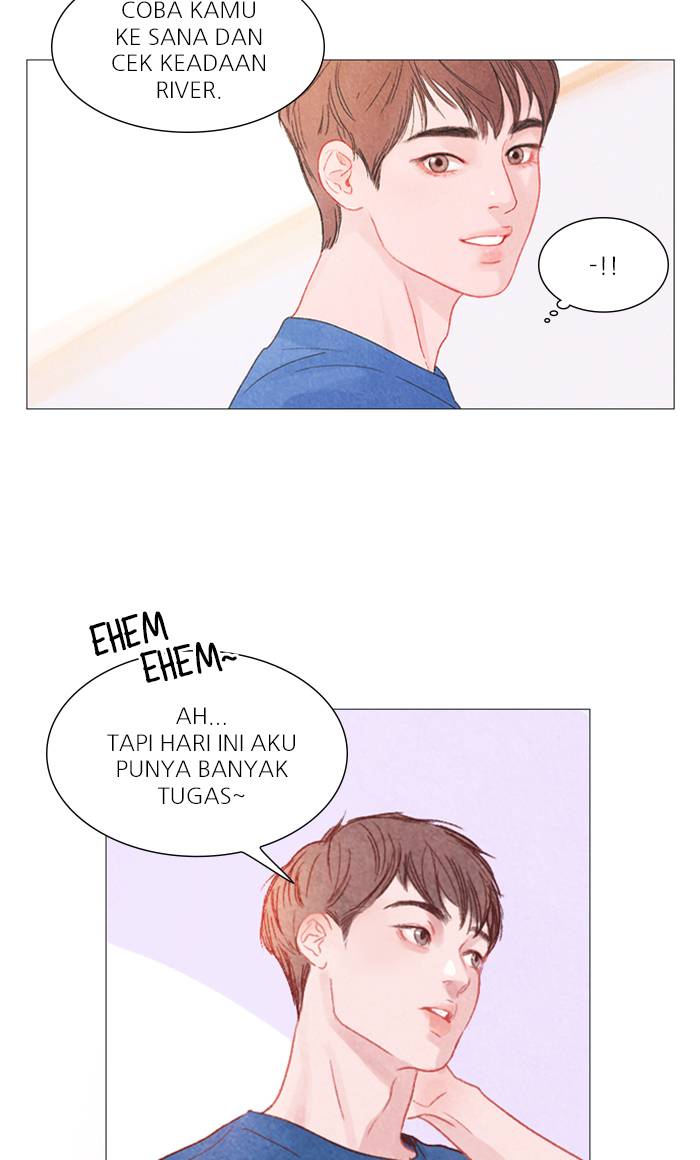 COBA KAMU
KE SANA DAN
CEK KEADAAN
RIVER.
-!!
EHEM
EHEM~
AH...
TAPI HARI INI AKU
PUNYA BANYAK
TUGAS~